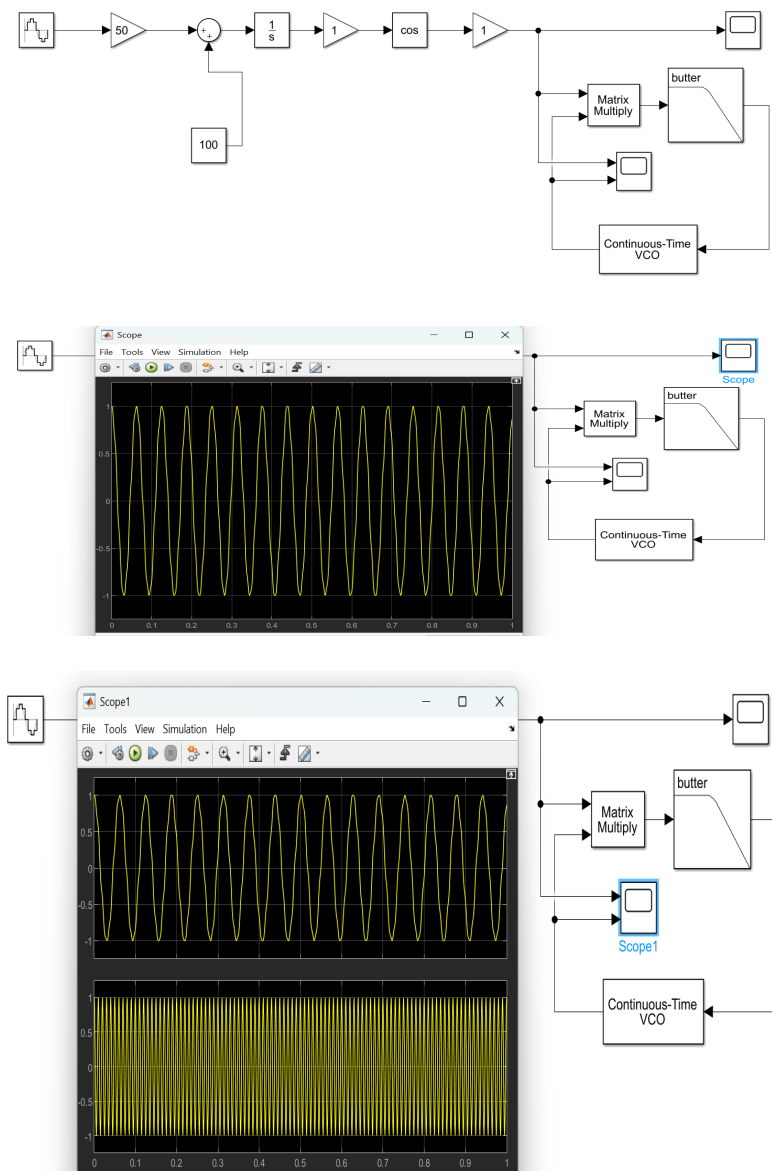 50
+
+
1
s
1
cos
1
100
Matrix
Multiply
butter
Continuous-Time
VCO
Scope
File Tools View Simulation Help
1
0.5
0
-0.5
-1
0 0.1 0.2 0.3 0.4 0.5 0.6 0.7 0.8 0.9 1
Scope
butter
Matrix
Multiply
Continuous-Time
VCO
Scope1
File Tools View Simulation Help
1
0.5
0
-0.5
-1
1
0.5
0
-0.5
-1
0 0.1 0.2 0.3 0.4 0.5 0.6 0.7 0.8 0.9 1
butter
Matrix
Multiply
Scope1
Continuous-Time
VCO